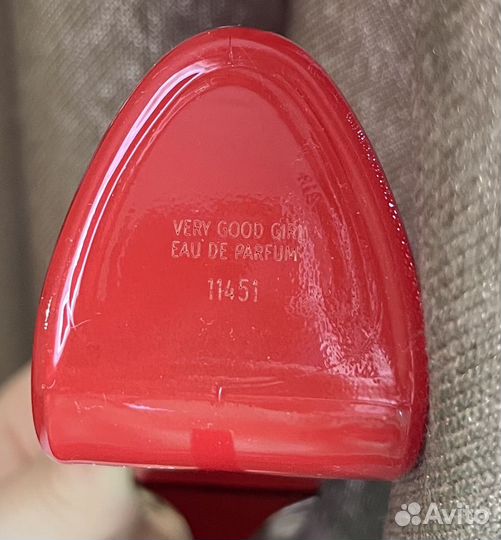 VERY GOOD GIRL
EAU DE PARFUM
11451
Avito